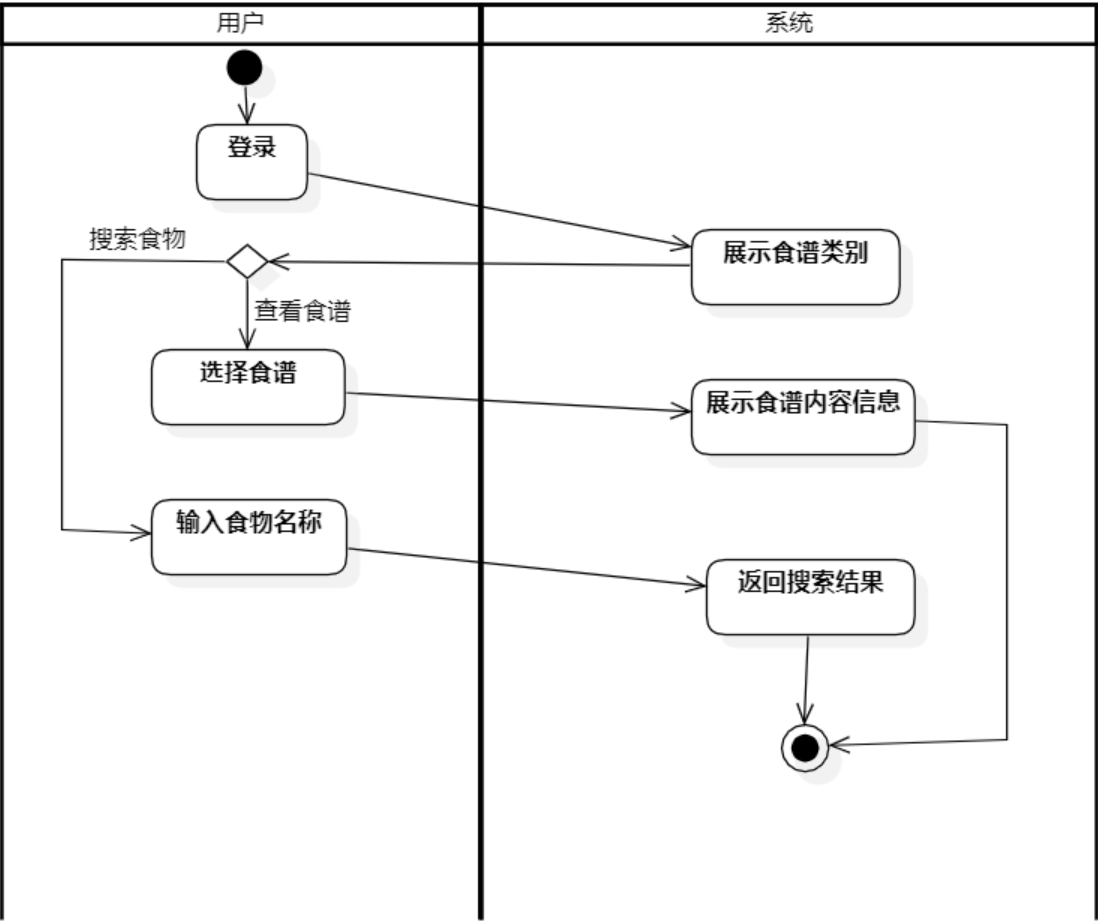 用户
系统
登录
搜索食物
展示食谱类别
查看食谱
选择食谱
展示食谱内容信息
输入食物名称
返回搜索结果